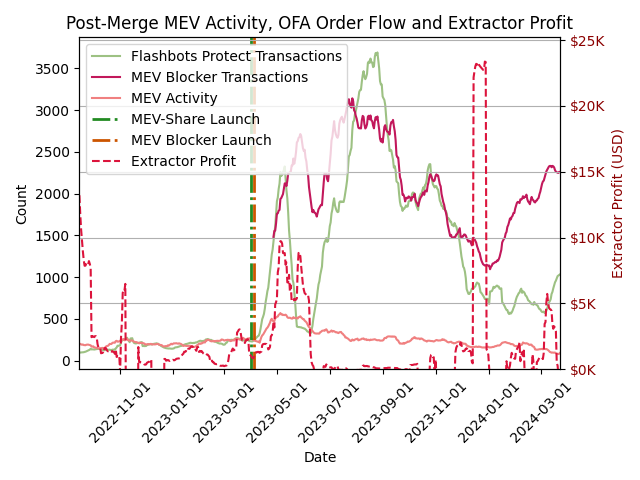 Post-Merge MEV Activity, OFA Order Flow and Extractor Profit
Flashbots Protect Transactions
MEV Blocker Transactions
MEV Activity
MEV-Share Launch
MEV Blocker Launch
Extractor Profit
Count
3500
3000
2500
2000
1500
1000
500
0
$25K
$20K
$15K
$10K
$5K
$0K
Extractor Profit (USD)
2022-11-01
2023-01-01
2023-03-01
2023-05-01
2023-07-01
2023-09-01
2023-11-01
2024-01-01
2024-03-01
Date